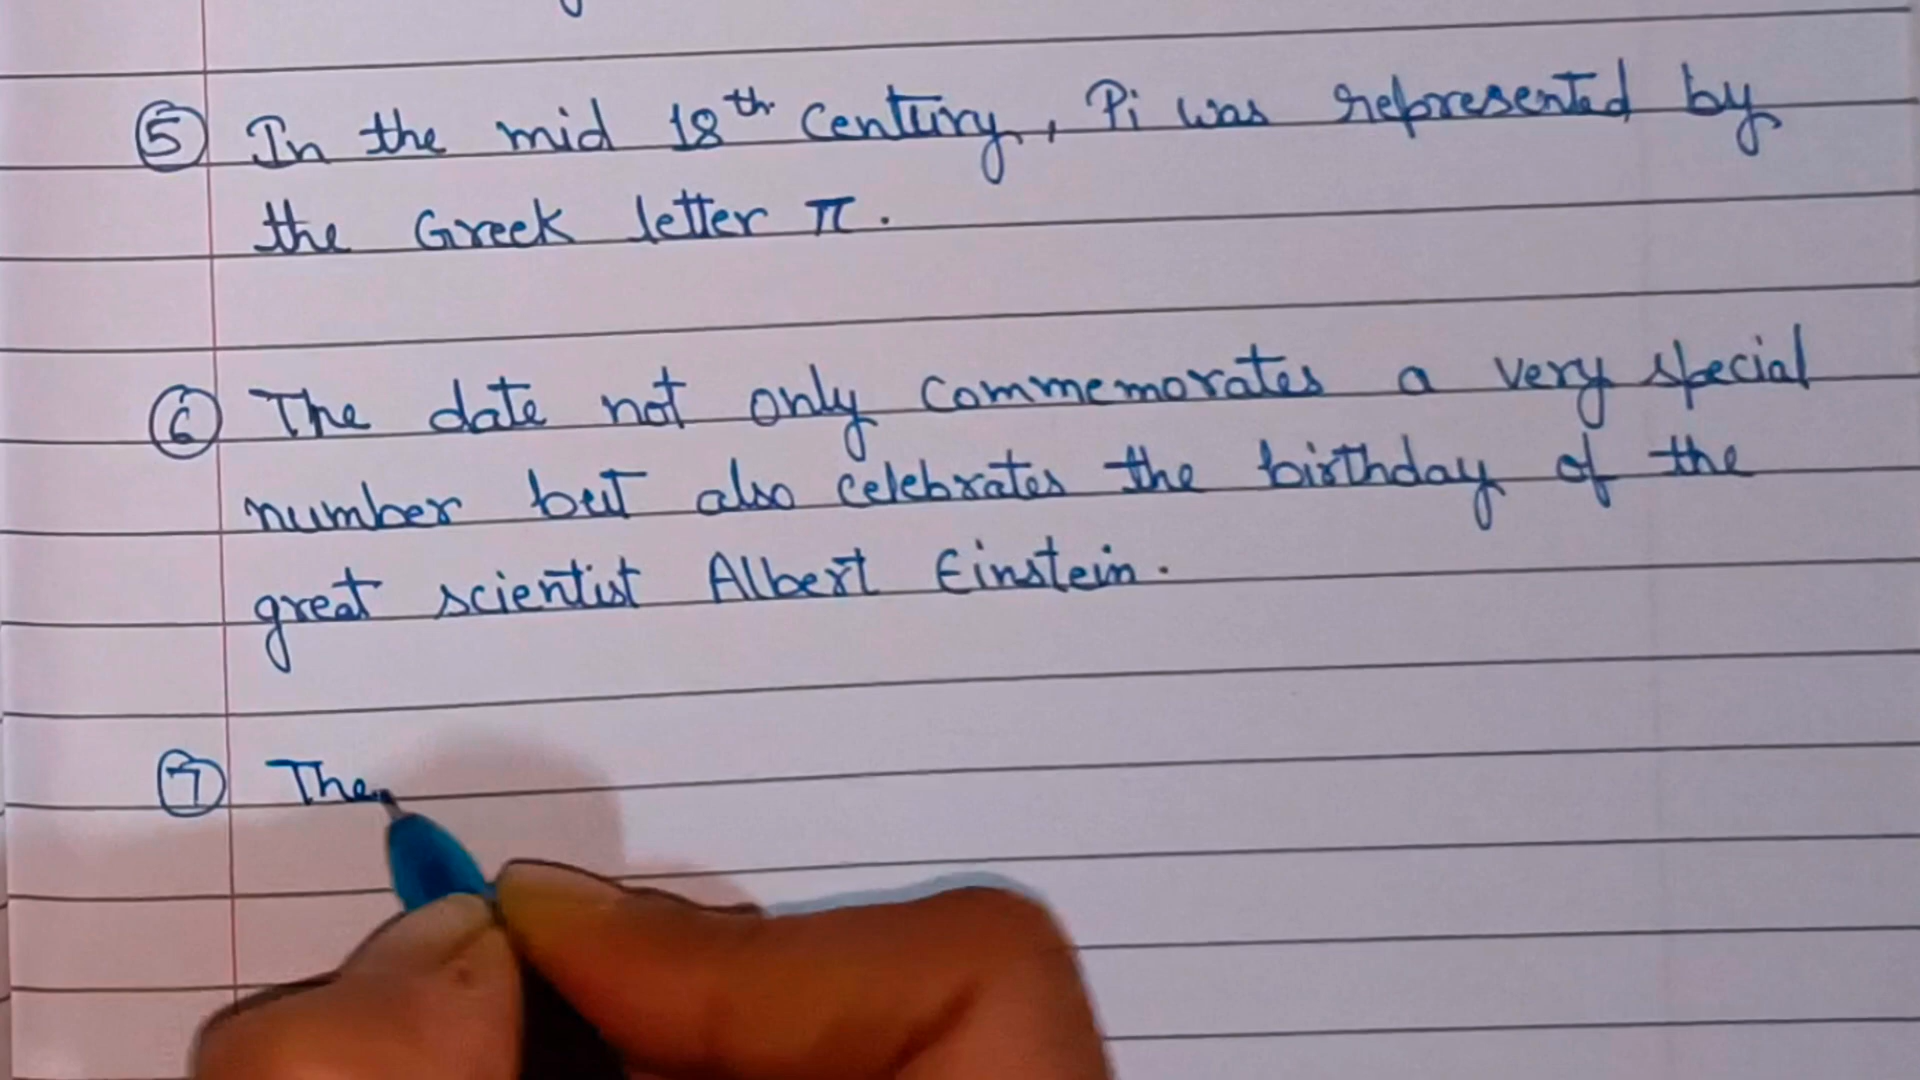 5 In the mid 18th Century, Pi was represented by
the Greek letter π.
6 The date not only commemorates a very special
number but also celebrates the birthday of the
great scientist Albert Einstein.
7 The